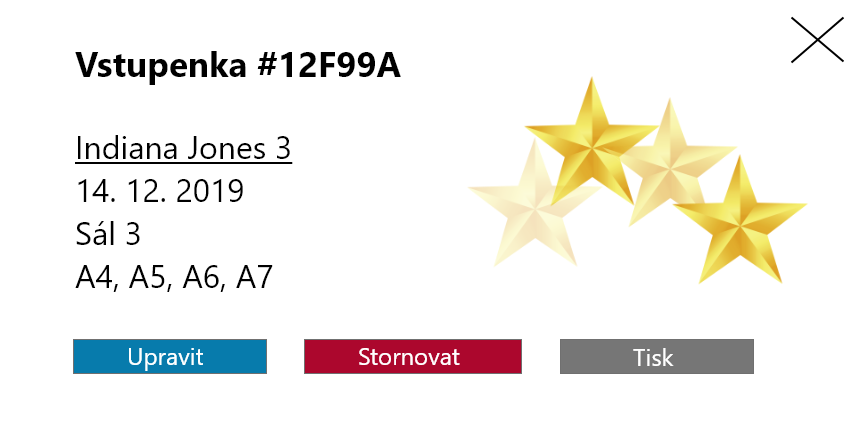 Vstupenka #12F99A
Indiana Jones 3
14. 12. 2019
Sál 3
A4, A5, A6, A7
Upravit
Stornovat
Tisk